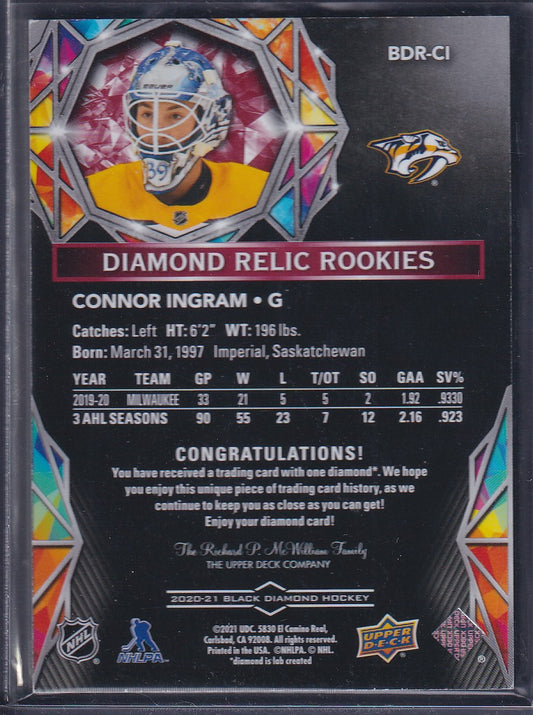 BDR-CI
BAUER
39
DIAMOND RELIC ROOKIES
CONNOR INGRAM • G
Catches: Left HT: 6'2" WT: 196 lbs.
Born: March 31, 1997 Imperial, Saskatchewan
YEAR TEAM GP W L T/OT SO GAA SV%
2019-20 MILWAUKEE 33 21 5 5 2 1.92 .9330
3 AHL SEASONS 90 55 23 7 12 2.16 .923
CONGRATULATIONS!
You have received a trading card with one diamond*. We hope
you enjoy this unique piece of trading card history, as we
continue to keep you as close as you can get!
Enjoy your diamond card!
The Richard P. McWilliam Family
THE UPPER DECK COMPANY
2020-21 BLACK DIAMOND HOCKEY
NHL ®
NHLPA
©2021 UDC. 5830 El Camino Real,
Carlsbad, CA 92008. All rights reserved.
Printed in the USA. ©NHLPA. © NHL.
*diamond is lab created
UPPER
D·E·C·K
®